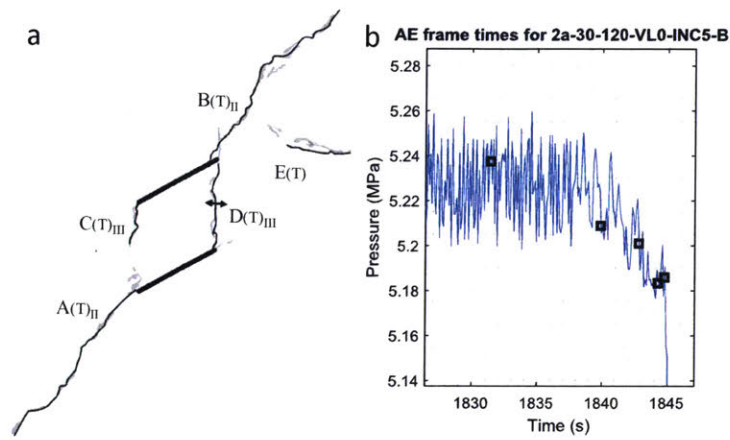 a
B(T)II
E(T)
C(T)III
D(T)III
A(T)II
b
AE frame times for 2a-30-120-VL0-INC5-B
5.28
5.26
5.24
5.22
5.2
5.18
5.16
5.14
Pressure (MPa)
1830
1835
1840
1845
Time (s)